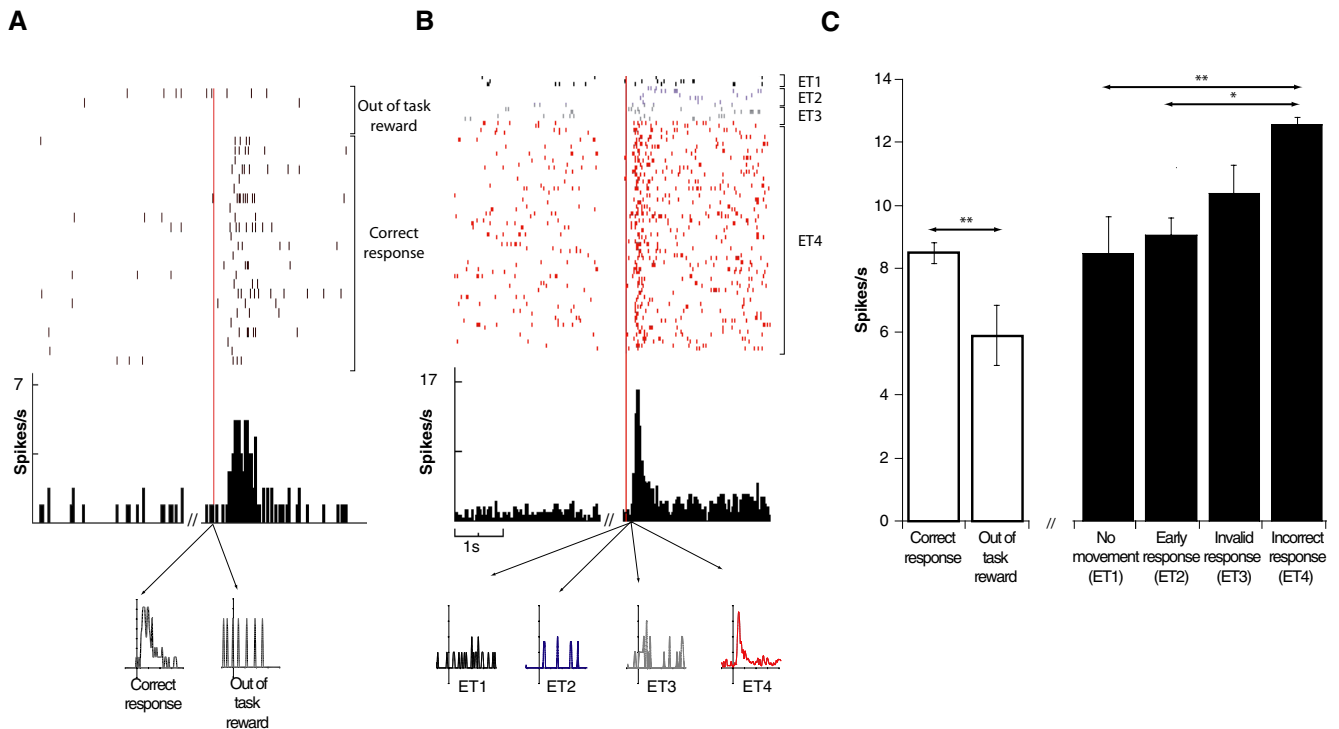 A
Out of task
reward
Correct
response
7
Spikes/s
//
Correct
response
Out of
task
reward
B
ET1
ET2
ET3
ET4
17
Spikes/s
//
1s
ET1
ET2
ET3
ET4
C
14
12
10
8
6
4
2
0
Spikes/s
**
**
*
Correct
response
Out of
task
reward
//
No
movement
(ET1)
Early
response
(ET2)
Invalid
response
(ET3)
Incorrect
response
(ET4)